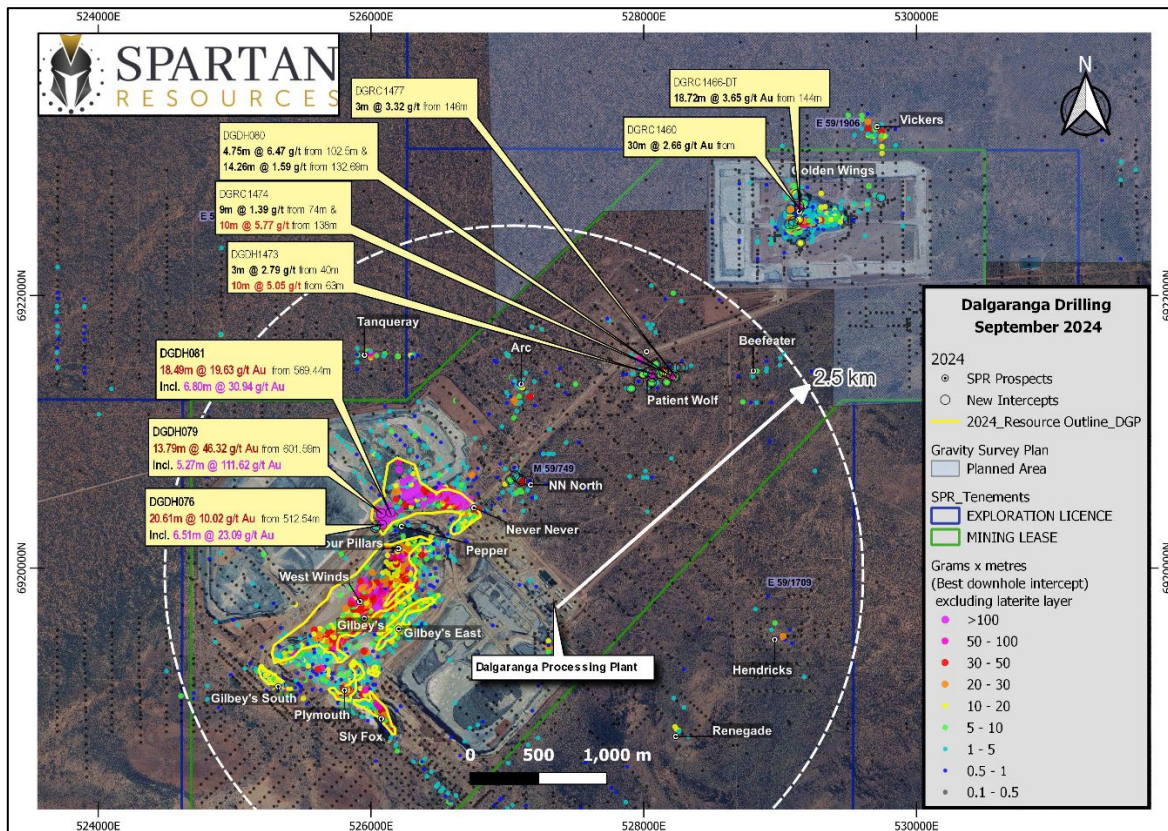 524000E
526000E
528000E
530000E
SPARTAN
RESOURCES
DGRC1477
3m @ 3.32 g/t from 146m
DGRC1466-DT
18.72m @ 3.65 g/t Au from 144m
N
DGDH080
4.75m @ 6.47 g/t from 102.5m &
14.26m @ 1.59 g/t from 132.69m
DGRC1460
30m @ 2.66 g/t Au from
E 59/1906
Vickers
Golden Wings
DGRC1474
9m @ 1.39 g/t from 74m &
10m @ 5.77 g/t from 138m
DGDH1473
3m @ 2.79 g/t from 40m
10m @ 5.05 g/t from 63m
6922000N
6922000N
Tanqueray
Arc
Beefeater
Patient Wolf
2.5 km
DGDH081
18.49m @ 19.63 g/t Au from 569.44m
Incl. 6.80m @ 30.94 g/t Au
DGDH079
13.79m @ 46.32 g/t Au from 601.59m
Incl. 5.27m @ 111.62 g/t Au
DGDH076
20.61m @ 10.02 g/t Au from 512.54m
Incl. 6.51m @ 23.09 g/t Au
M 59/749
NN North
Never Never
Pepper
Pillars
West Winds
Gilbey's
Gilbey's East
6920000N
6920000N
E 59/1709
Dalgaranga Processing Plant
Hendricks
Gilbey's South
Plymouth
Sly Fox
Renegade
0 500 1,000 m
Dalgaranga Drilling
September 2024
2024
SPR Prospects
New Intercepts
2024_Resource Outline_DGP
Gravity Survey Plan
Planned Area
SPR_Tenements
EXPLORATION LICENCE
MINING LEASE
Grams x metres
(Best downhole intercept)
excluding laterite layer
>100
50 - 100
30 - 50
20 - 30
10 - 20
5 - 10
1 - 5
0.5 - 1
0.1 - 0.5
524000E
526000E
528000E
530000E